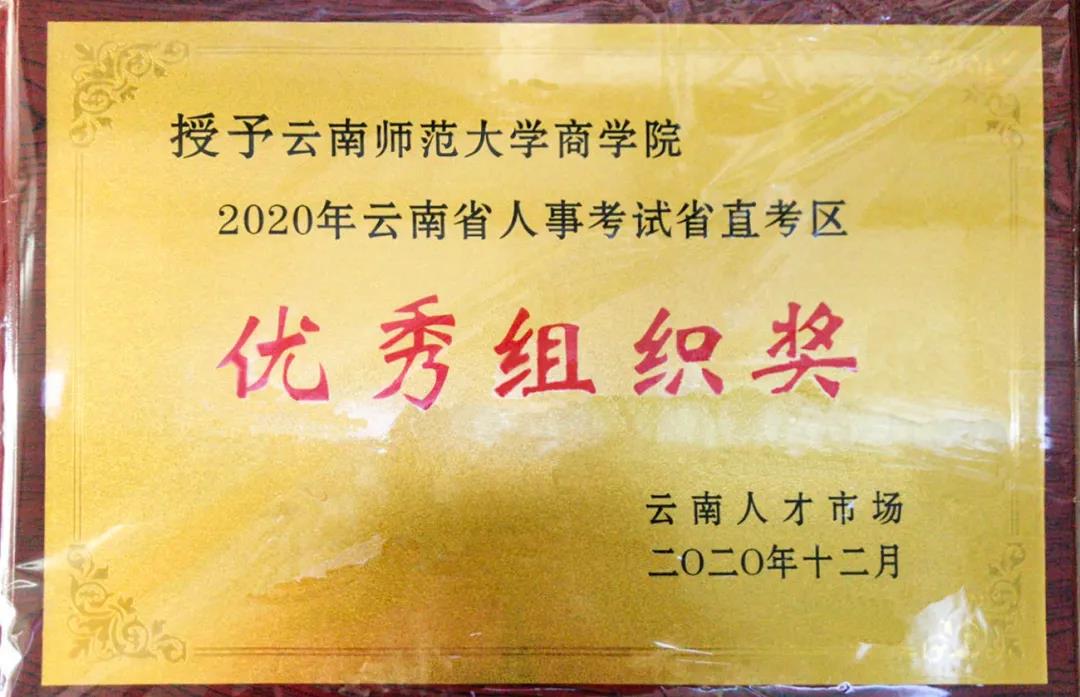 授予云南师范大学商学院
2020年云南省人事考试省直考区
优秀组织奖
云南人才市场
二〇二〇年十二月